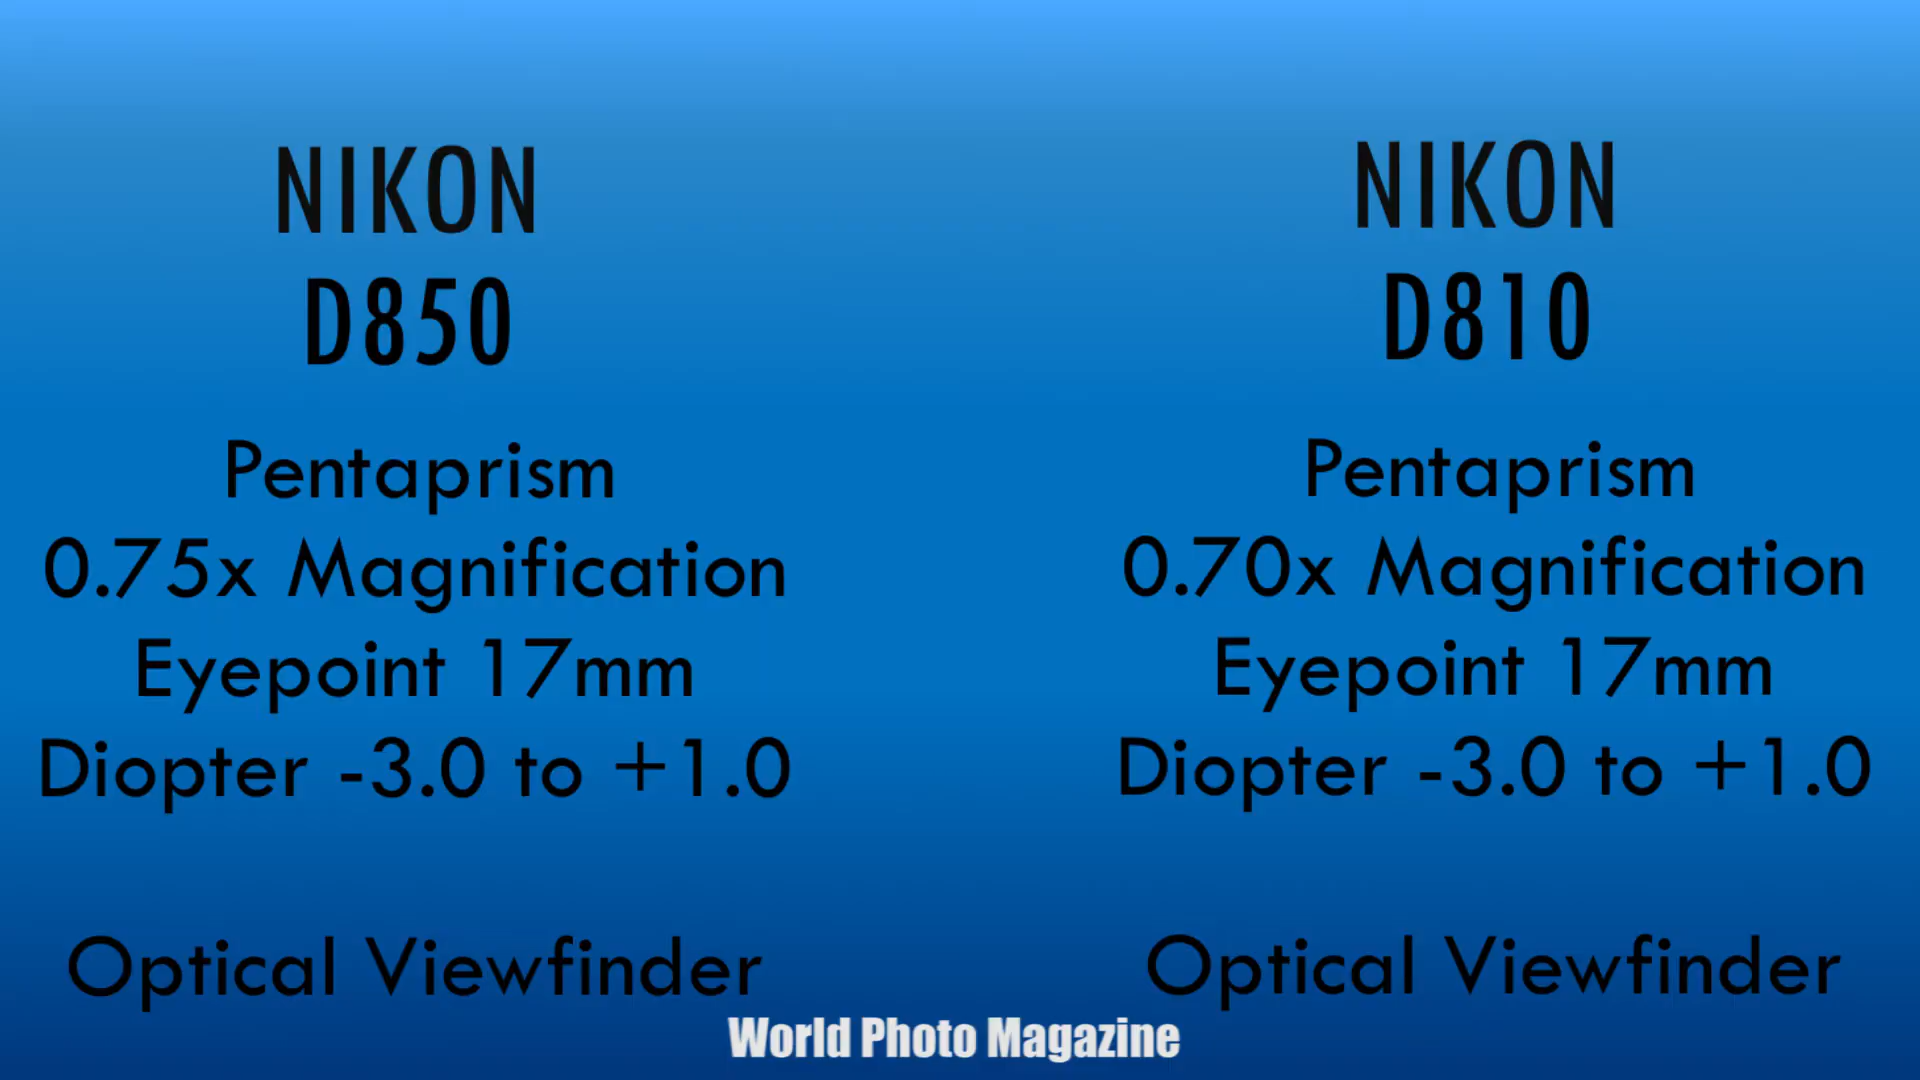 NIKON
D850
Pentaprism
0.75x Magnification
Eyepoint 17mm
Diopter -3.0 to +1.0
Optical Viewfinder
NIKON
D810
Pentaprism
0.70x Magnification
Eyepoint 17mm
Diopter -3.0 to +1.0
Optical Viewfinder
World Photo Magazine